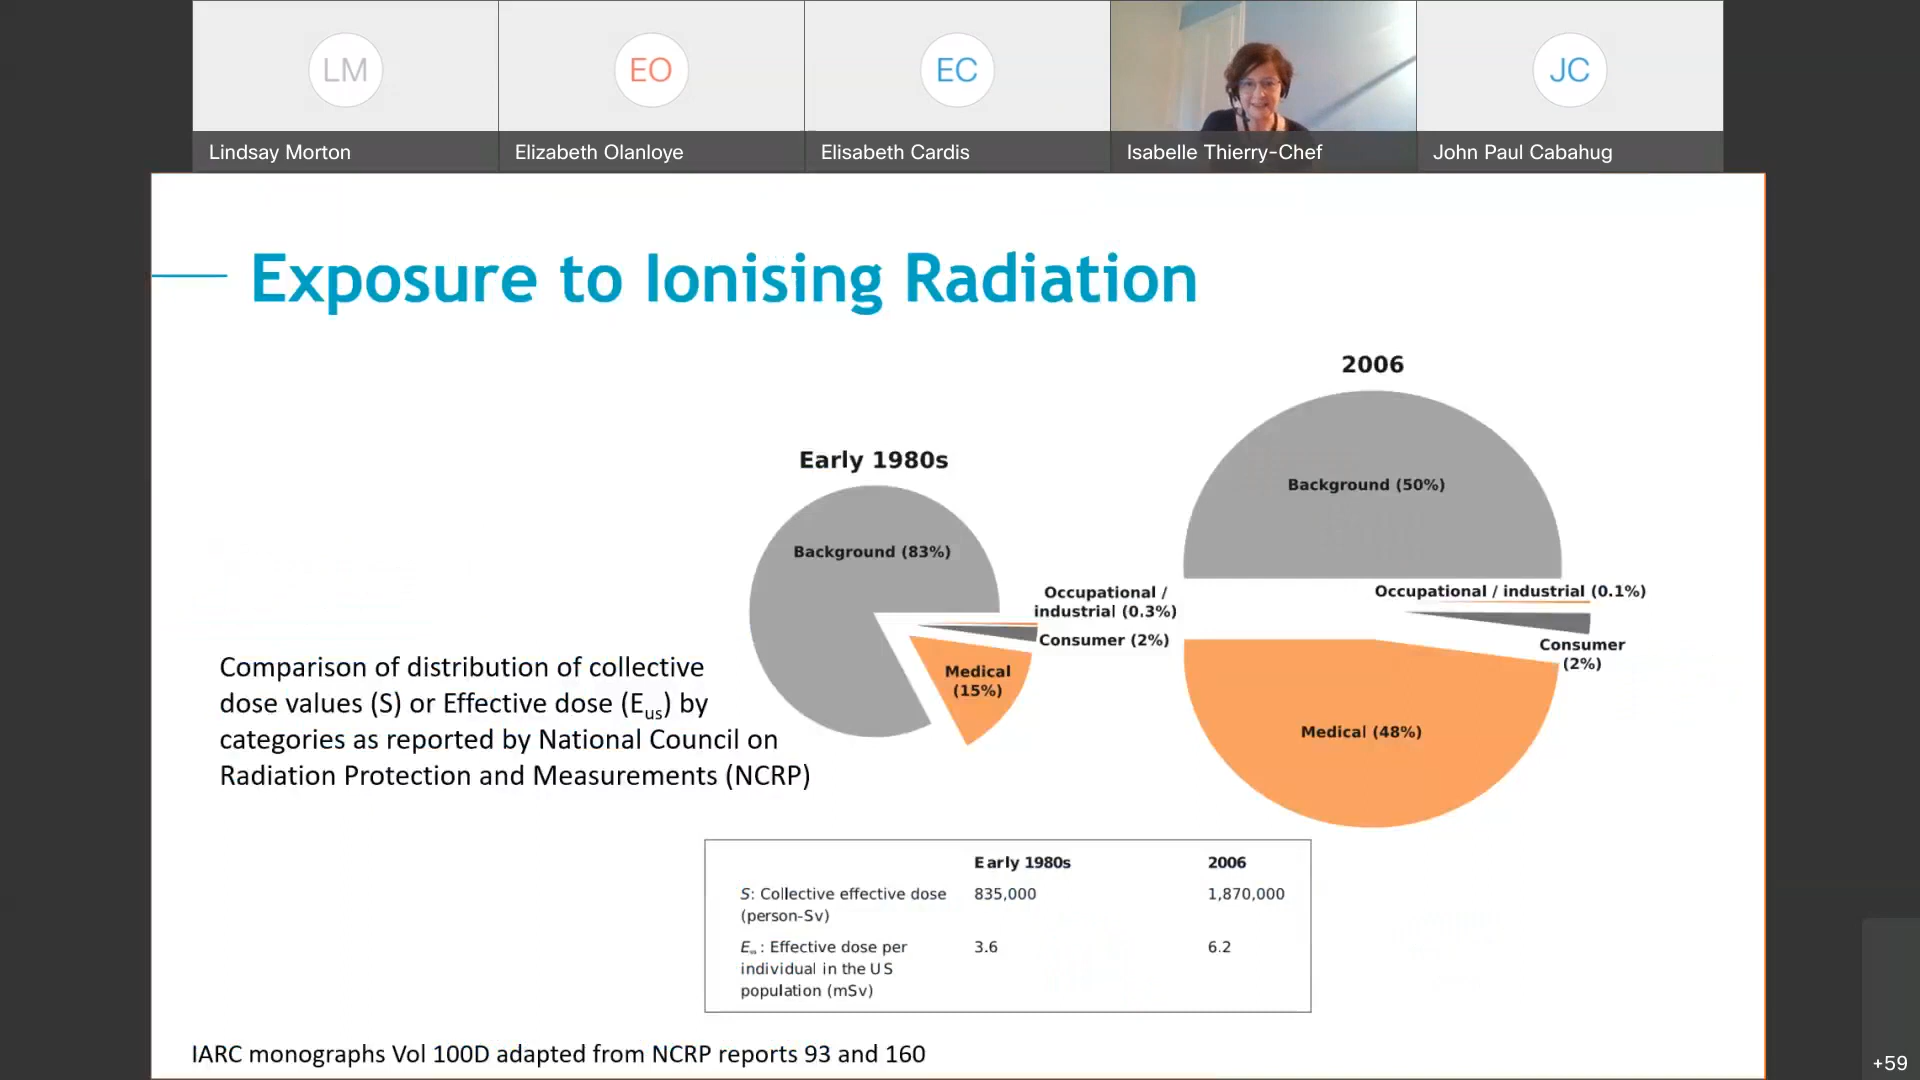 LM
EO
EC
JC
Lindsay Morton
Elizabeth Olanloye
Elisabeth Cardis
Isabelle Thierry-Chef
John Paul Cabahug
Exposure to Ionising Radiation
2006
Background (50%)
Occupational / industrial (0.1%)
Consumer
(2%)
Medical (48%)
Early 1980s
Background (83%)
Occupational /
industrial (0.3%)
Consumer (2%)
Medical
(15%)
Comparison of distribution of collective
dose values (S) or Effective dose (Eus) by
categories as reported by National Council on
Radiation Protection and Measurements (NCRP)
Early 1980s 2006
S: Collective effective dose 835,000 1,870,000
(person-Sv)
E : Effective dose per 3.6 6.2
individual in the US
population (mSv)
IARC monographs Vol 100D adapted from NCRP reports 93 and 160
+59